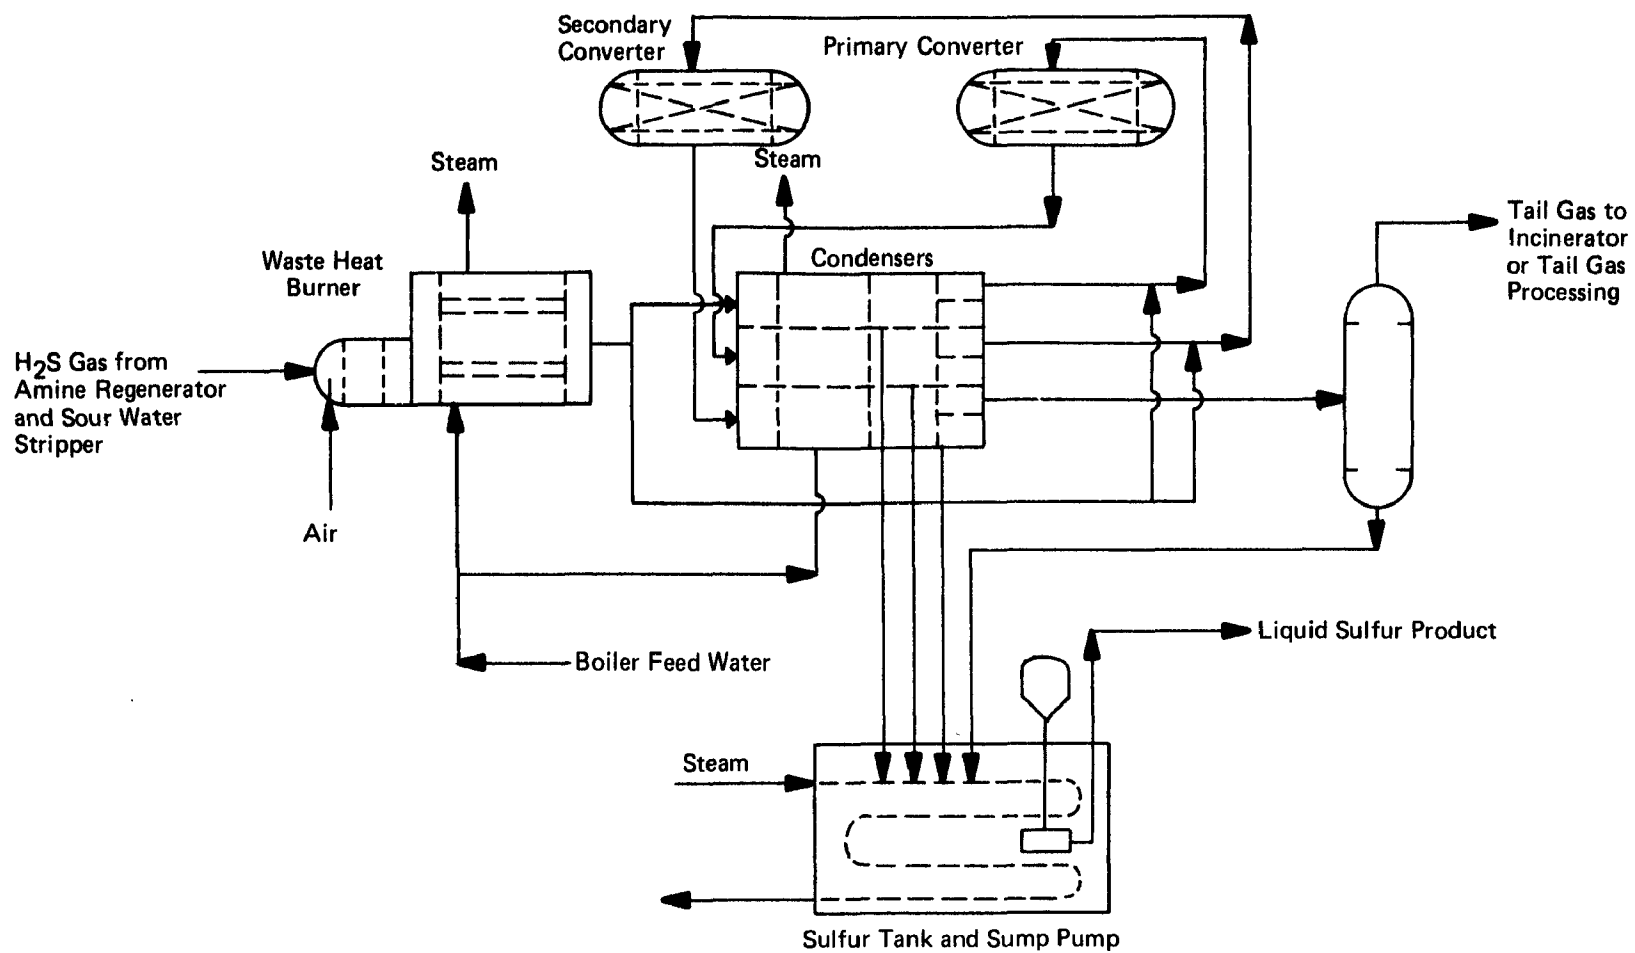 Secondary
Converter
Primary Converter
Steam
Steam
Waste Heat
Burner
Condensers
Tail Gas to
Incinerator
or Tail Gas
Processing
H2S Gas from
Amine Regenerator
and Sour Water
Stripper
Air
Boiler Feed Water
Liquid Sulfur Product
Steam
Sulfur Tank and Sump Pump